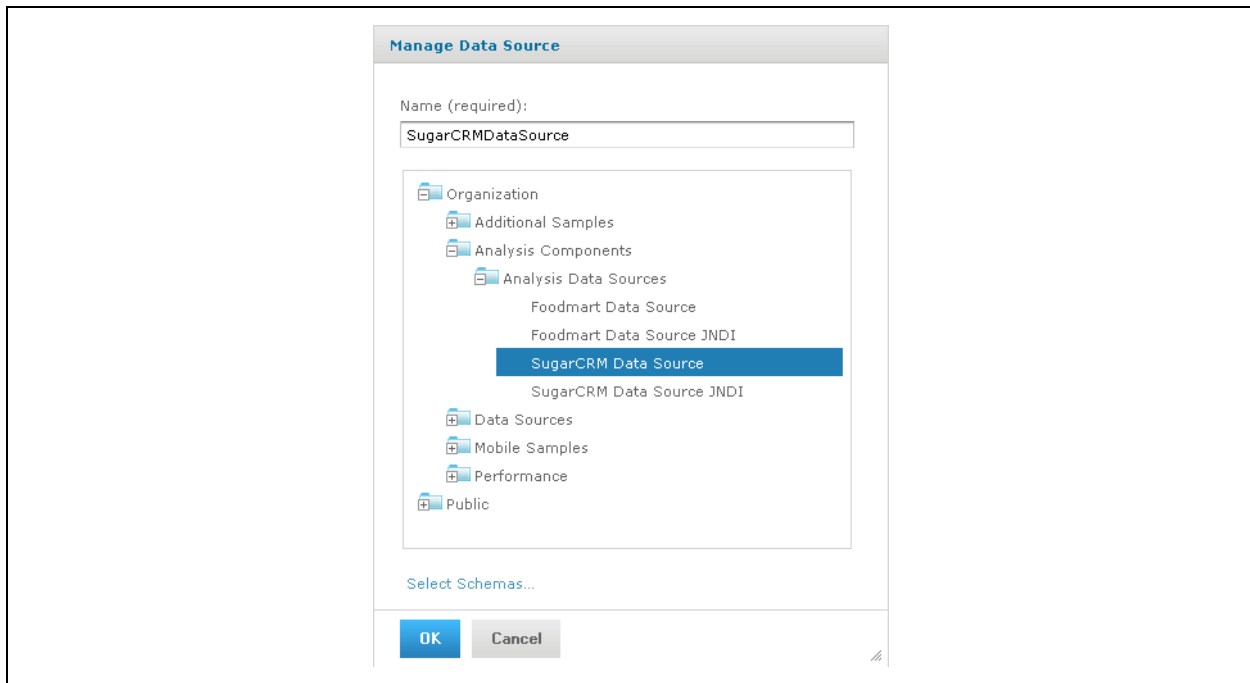 Manage Data Source
Name (required):
SugarCRMDataSource
Organization
Additional Samples
Analysis Components
Analysis Data Sources
Foodmart Data Source
Foodmart Data Source JNDI
SugarCRM Data Source
SugarCRM Data Source JNDI
Data Sources
Mobile Samples
Performance
Public
Select Schemas...
OK Cancel